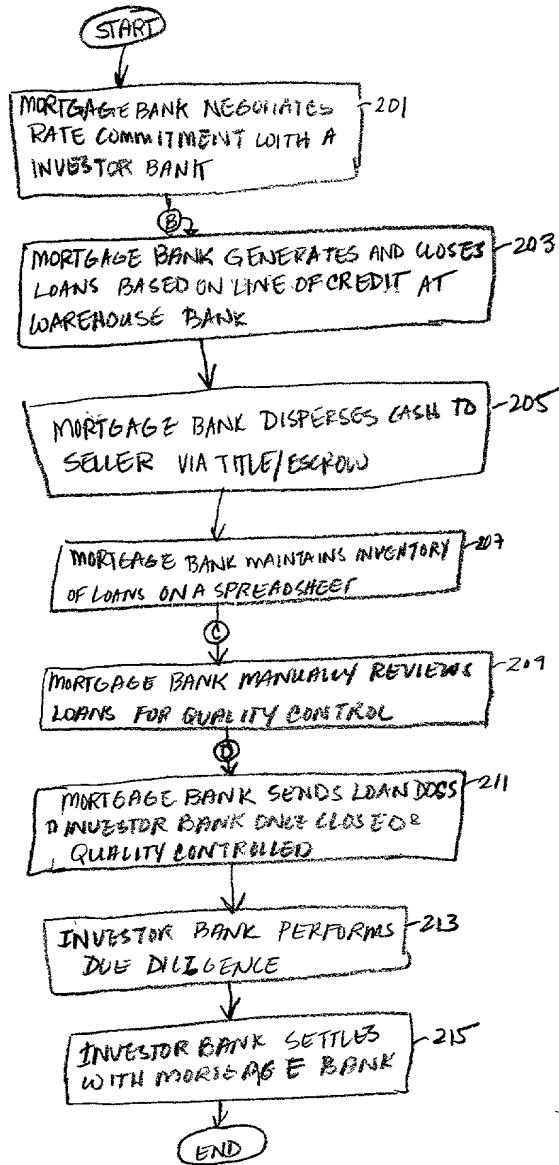 START
MORTGAGE BANK NEGOTIATES
RATE COMMITMENT WITH A
INVESTOR BANK
201
B
MORTGAGE BANK GENERATES AND CLOSES
LOANS BASED ON LINE OF CREDIT AT
WAREHOUSE BANK
203
MORTGAGE BANK DISPERSES CASH TO
SELLER VIA TITLE/ESCROW
205
MORTGAGE BANK MAINTAINS INVENTORY
OF LOANS ON A SPREADSHEET
207
C
MORTGAGE BANK MANUALLY REVIEWS
LOANS FOR QUALITY CONTROL
209
D
MORTGAGE BANK SENDS LOAN DOCS
TO INVESTOR BANK ONCE CLOSED &
QUALITY CONTROLLED
211
INVESTOR BANK PERFORMS
DUE DILIGENCE
213
INVESTOR BANK SETTLES
WITH MORTGAGE BANK
215
END